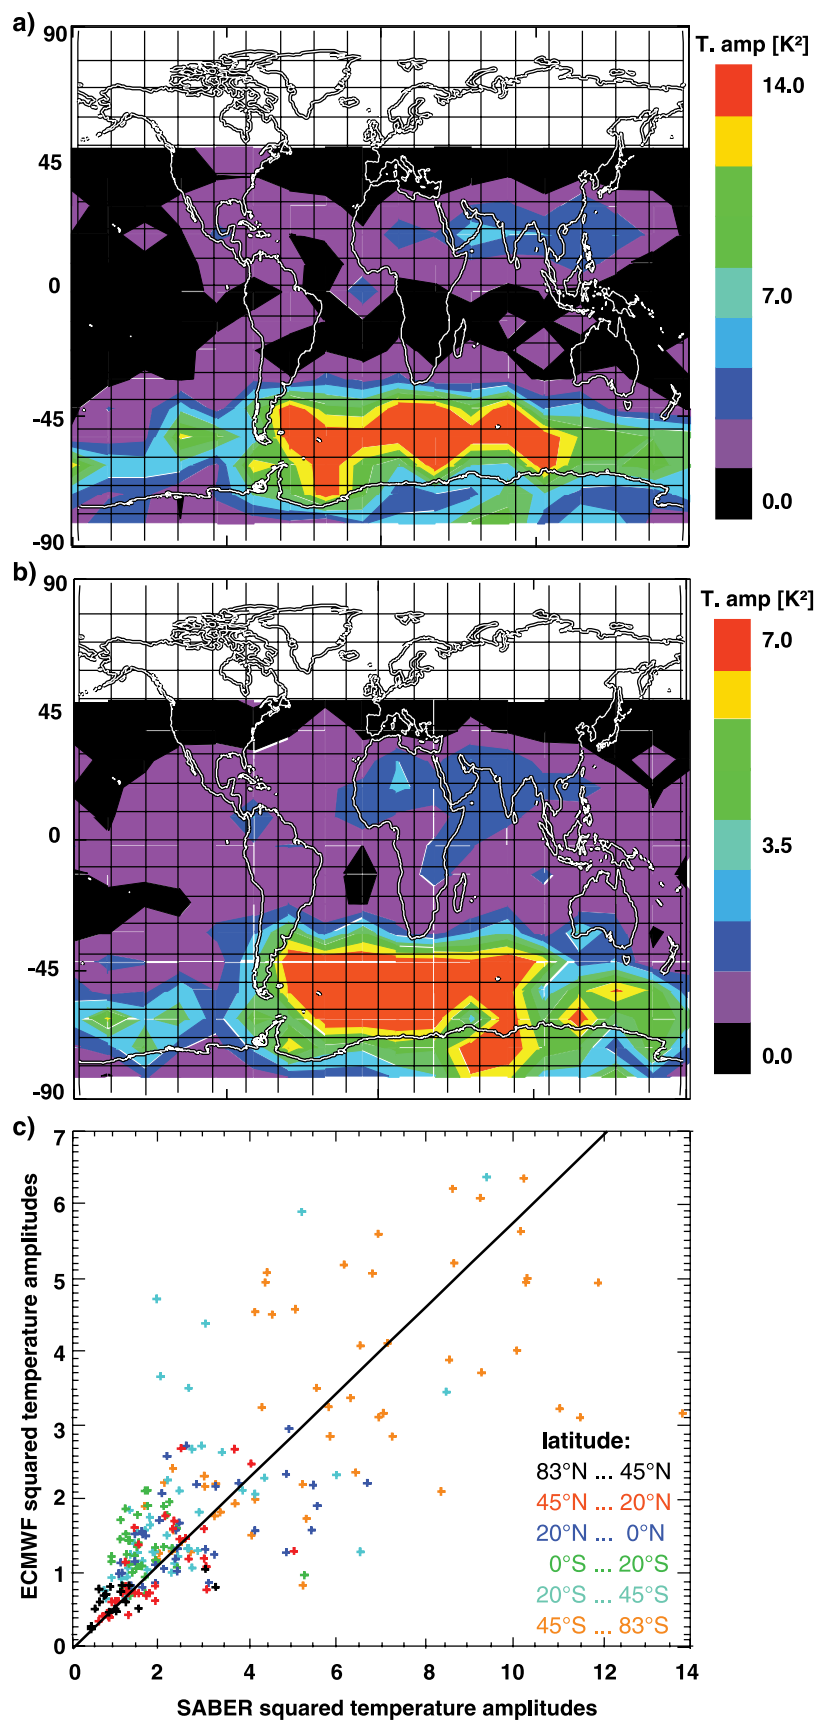 a)
90
45
0
-45
-90
T. amp [K²]
14.0
7.0
0.0
b)
90
45
0
-45
-90
T. amp [K²]
7.0
3.5
0.0
c)
7
6
5
4
3
2
1
0
ECMWF squared temperature amplitudes
latitude:
83°N ... 45°N
45°N ... 20°N
20°N ... 0°N
0°S ... 20°S
20°S ... 45°S
45°S ... 83°S
0 2 4 6 8 10 12 14
SABER squared temperature amplitudes